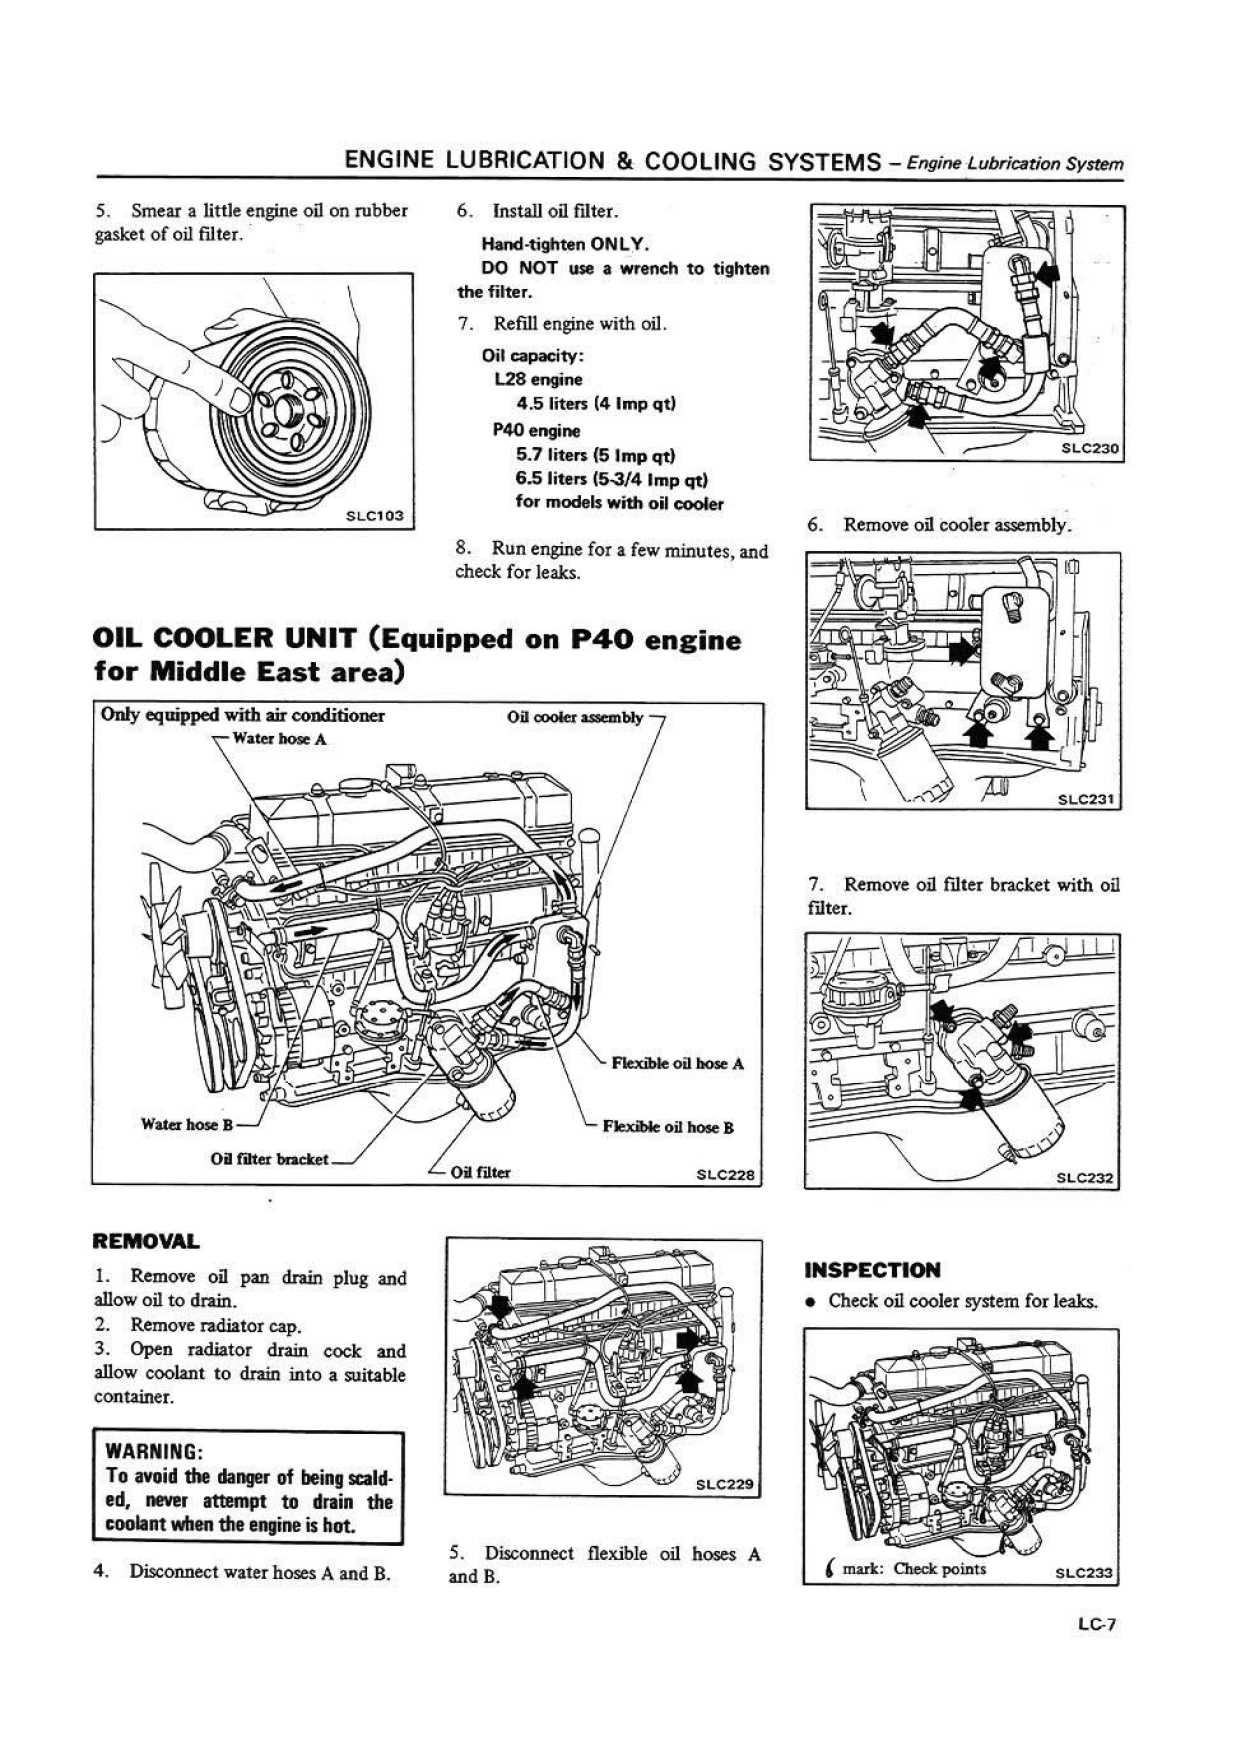 ENGINE LUBRICATION & COOLING SYSTEMS – Engine Lubrication System
5. Smear a little engine oil on rubber
gasket of oil filter.
SLC103
6. Install oil filter.
Hand-tighten ONLY.
DO NOT use a wrench to tighten
the filter.
7. Refill engine with oil.
Oil capacity:
L28 engine
4.5 liters (4 Imp qt)
P40 engine
5.7 liters (5 Imp qt)
6.5 liters (5-3/4 Imp qt)
for models with oil cooler
8. Run engine for a few minutes, and
check for leaks.
OIL COOLER UNIT (Equipped on P40 engine
for Middle East area)
Only equipped with air conditioner
Water hose A
Oil cooler assembly
Flexible oil hose A
Water hose B
Flexible oil hose B
Oil filter bracket
Oil filter
SLC228
REMOVAL
1. Remove oil pan drain plug and
allow oil to drain.
2. Remove radiator cap.
3. Open radiator drain cock and
allow coolant to drain into a suitable
container.
WARNING:
To avoid the danger of being scald-
ed, never attempt to drain the
coolant when the engine is hot.
4. Disconnect water hoses A and B.
SLC229
5. Disconnect flexible oil hoses A
and B.
SLC230
6. Remove oil cooler assembly.
SLC231
7. Remove oil filter bracket with oil
filter.
SLC232
INSPECTION
● Check oil cooler system for leaks.
mark: Check points
SLC233
LC-7